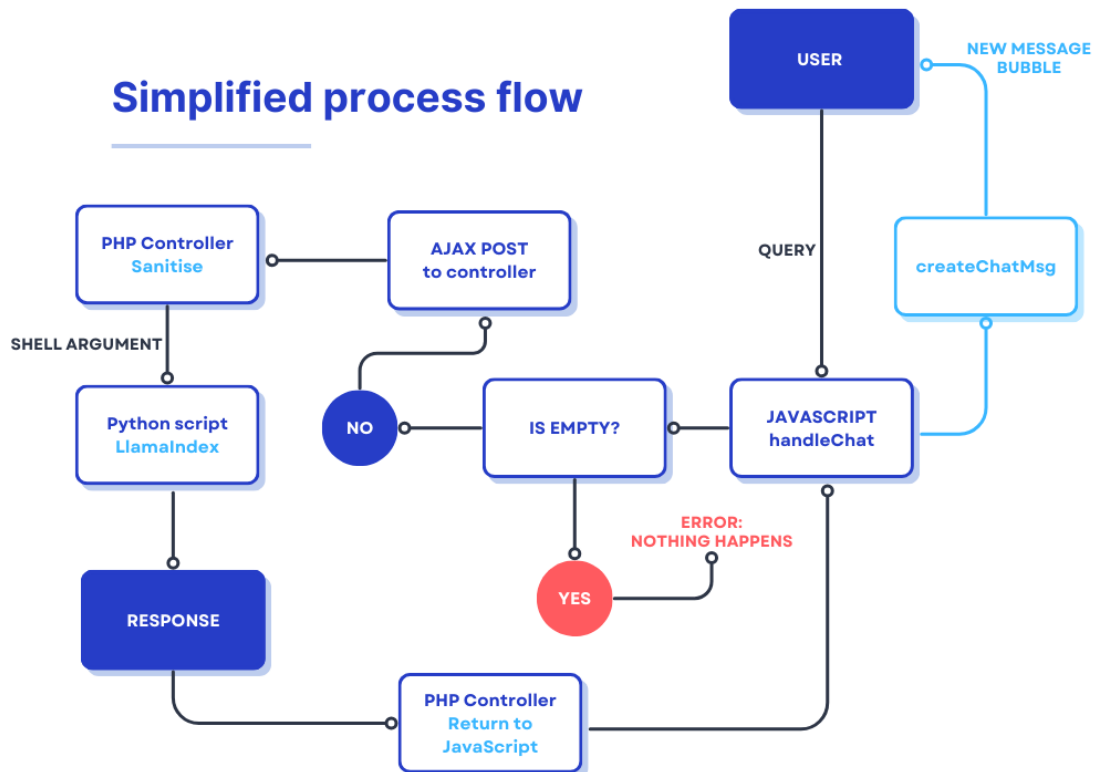 Simplified process flow
USER
NEW MESSAGE
BUBBLE
PHP Controller
Sanitise
AJAX POST
to controller
QUERY
createChatMsg
SHELL ARGUMENT
Python script
LlamaIndex
NO
IS EMPTY?
JAVASCRIPT
handleChat
ERROR:
NOTHING HAPPENS
YES
RESPONSE
PHP Controller
Return to
JavaScript